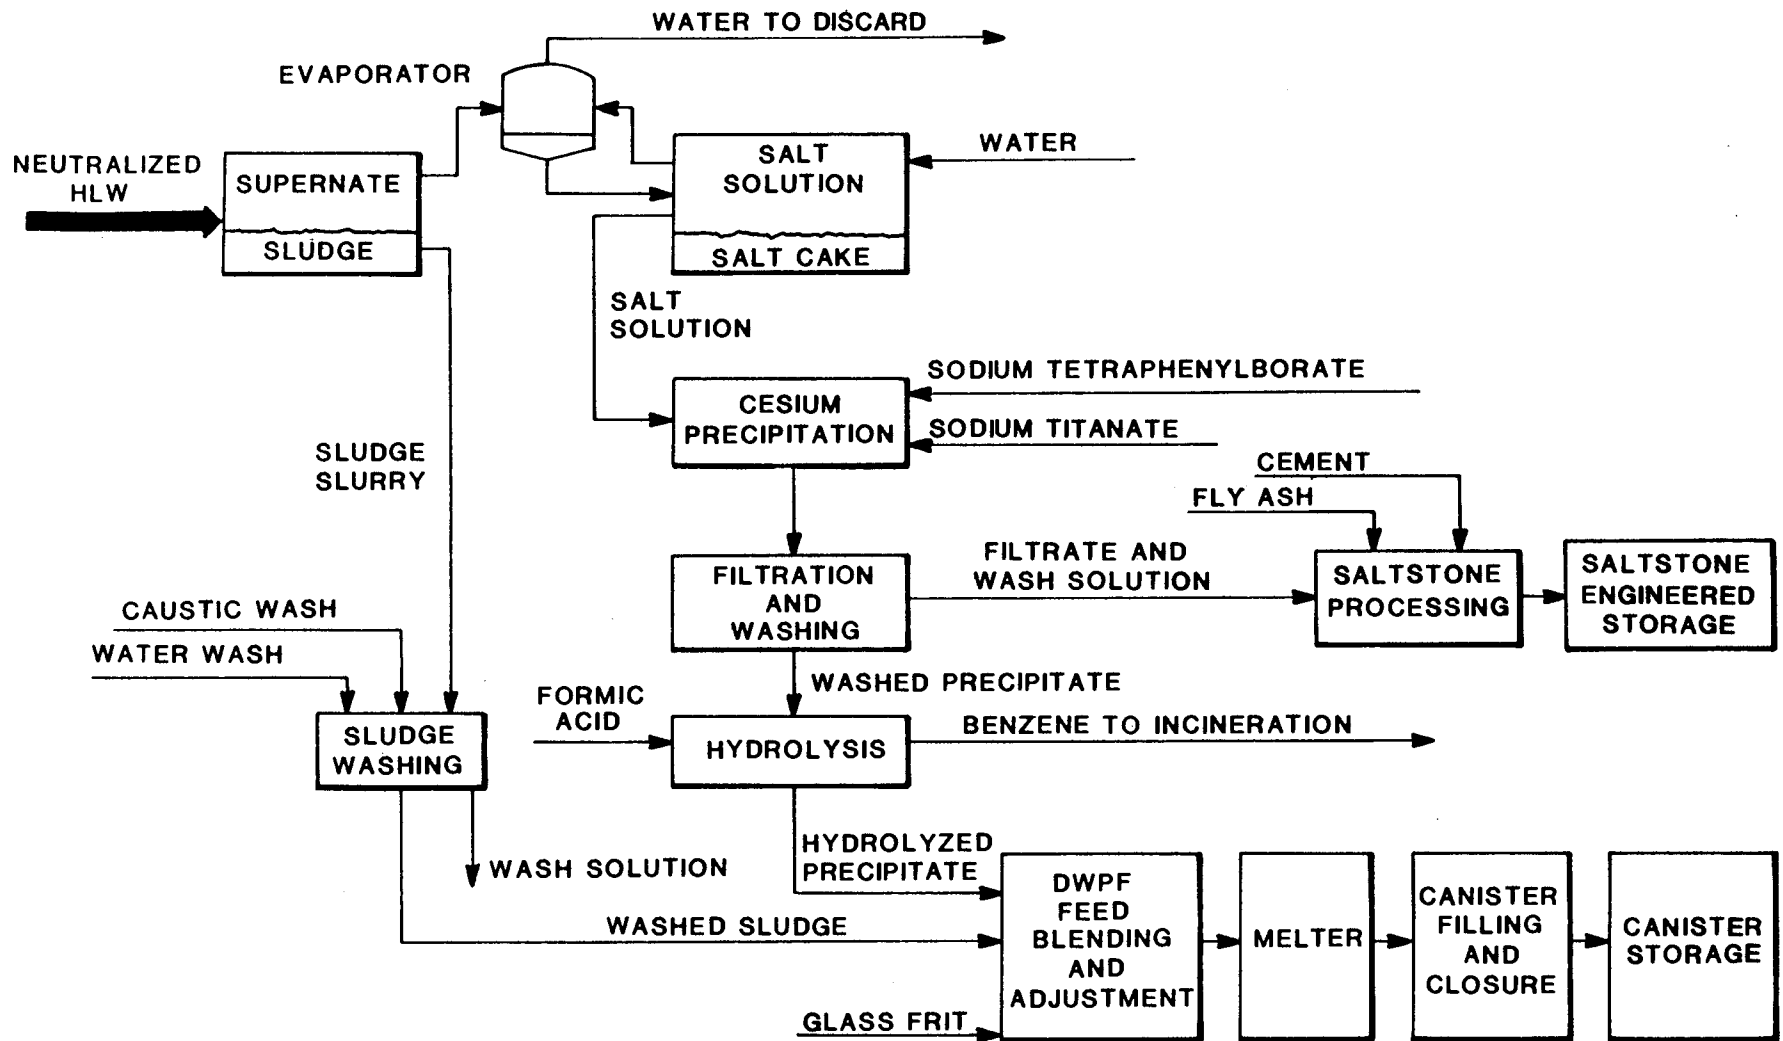 WATER TO DISCARD
EVAPORATOR
NEUTRALIZED
HLW
SUPERNATE
SLUDGE
SALT
SOLUTION
SALT CAKE
WATER
SALT
SOLUTION
SODIUM TETRAPHENYLBORATE
CESIUM
PRECIPITATION
SODIUM TITANATE
SLUDGE
SLURRY
CEMENT
FLY ASH
FILTRATION
AND
WASHING
FILTRATE AND
WASH SOLUTION
SALTSTONE
PROCESSING
SALTSTONE
ENGINEERED
STORAGE
CAUSTIC WASH
WATER WASH
WASHED PRECIPITATE
SLUDGE
WASHING
FORMIC
ACID
HYDROLYSIS
BENZENE TO INCINERATION
WASH SOLUTION
HYDROLYZED
PRECIPITATE
WASHED SLUDGE
GLASS FRIT
DWPF
FEED
BLENDING
AND
ADJUSTMENT
MELTER
CANISTER
FILLING
AND
CLOSURE
CANISTER
STORAGE